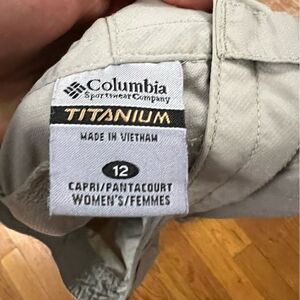 Columbia
Sportswear Company
TITANIUM
MADE IN VIETNAM
12
CAPRI/PANTACOURT
WOMEN'S/FEMMES